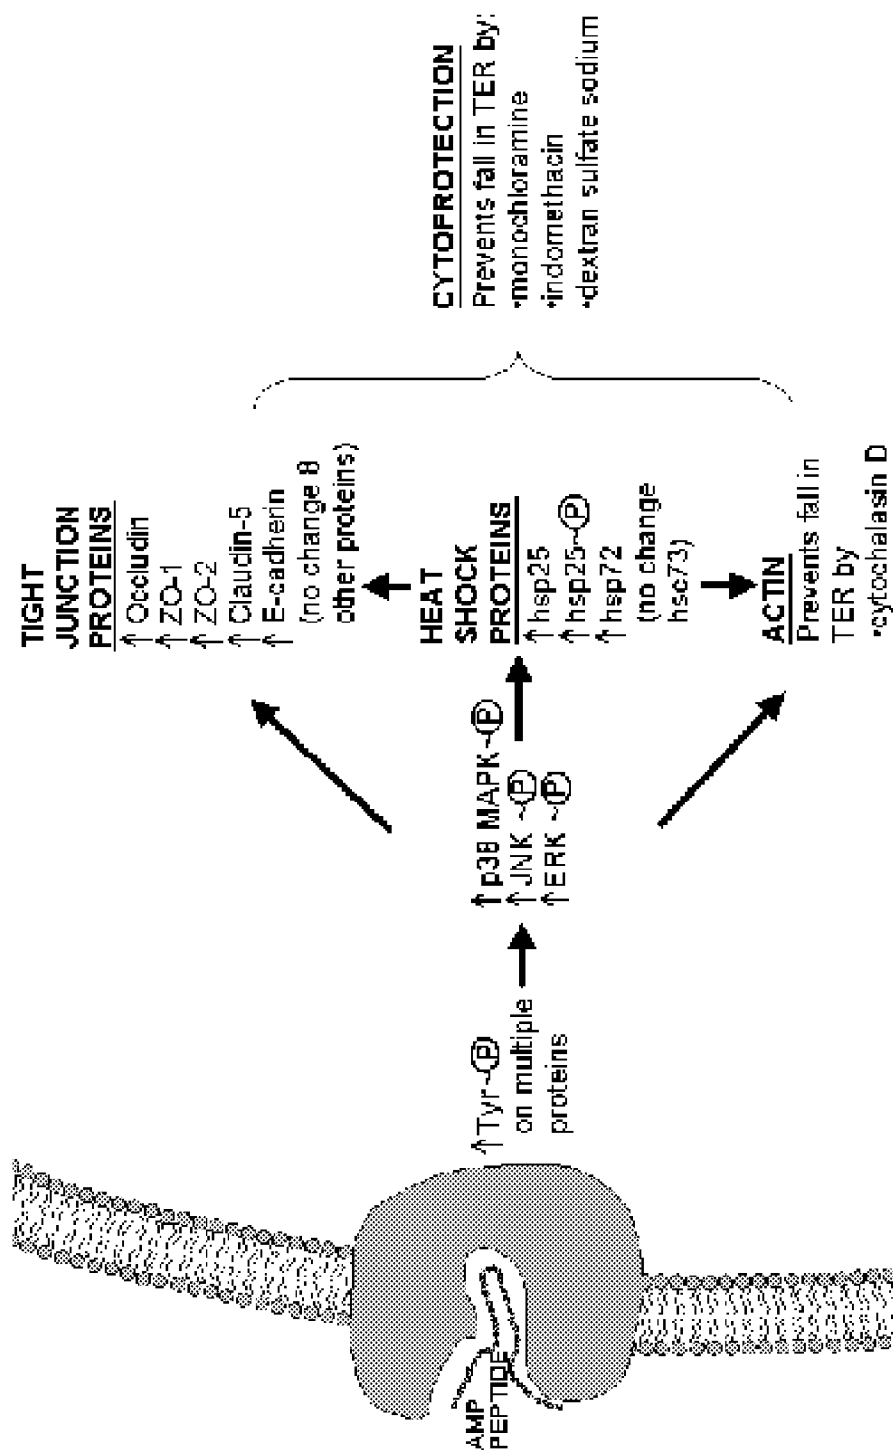 AMP
PEPTIDE
↑Tyr~Ⓟ
on multiple
proteins
↑p38 MAPK~Ⓟ
↑JNK ~Ⓟ
↑ERK ~Ⓟ
TIGHT
JUNCTION
PROTEINS
↑Occludin
↑ZO-1
↑ZO-2
↑Claudin-5
↑E-cadherin
(no change 8
other proteins)
HEAT
SHOCK
PROTEINS
↑hsp25
↑hsp25~Ⓟ
↑hsp72
(no change
hsc73)
ACTIN
Prevents fall in
TER by
•cytochalasin D
CYTOPROTECTION
Prevents fall in TER by:
•monochloramine
•indomethacin
•dextran sulfate sodium